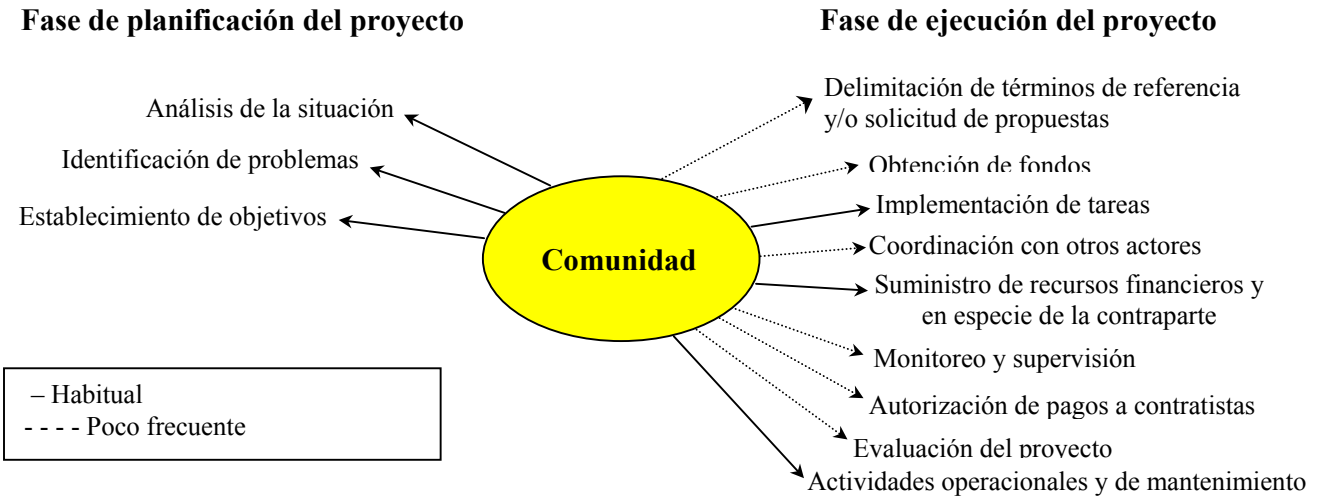 Fase de planificación del proyecto
Fase de ejecución del proyecto
Análisis de la situación
Identificación de problemas
Establecimiento de objetivos
Comunidad
Delimitación de términos de referencia
y/o solicitud de propuestas
Obtención de fondos
Implementación de tareas
Coordinación con otros actores
Suministro de recursos financieros y
en especie de la contraparte
Monitoreo y supervisión
Autorización de pagos a contratistas
Evaluación del proyecto
Actividades operacionales y de mantenimiento
– Habitual
- - - - Poco frecuente